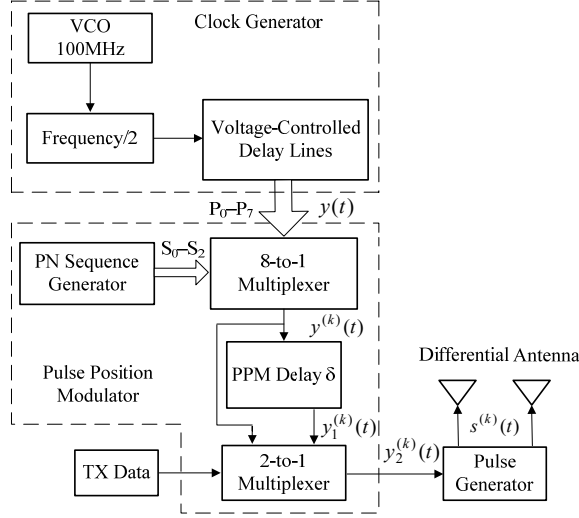 VCO
100MHz
Clock Generator
Frequency/2
Voltage-Controlled
Delay Lines
P₀–P₇
y(t)
PN Sequence
Generator
S₀–S₂
8-to-1
Multiplexer
y⁽ᵏ⁾(t)
Pulse Position
Modulator
PPM Delay δ
Differential Antenna
y₁⁽ᵏ⁾(t)
s⁽ᵏ⁾(t)
TX Data
2-to-1
Multiplexer
y₂⁽ᵏ⁾(t)
Pulse
Generator